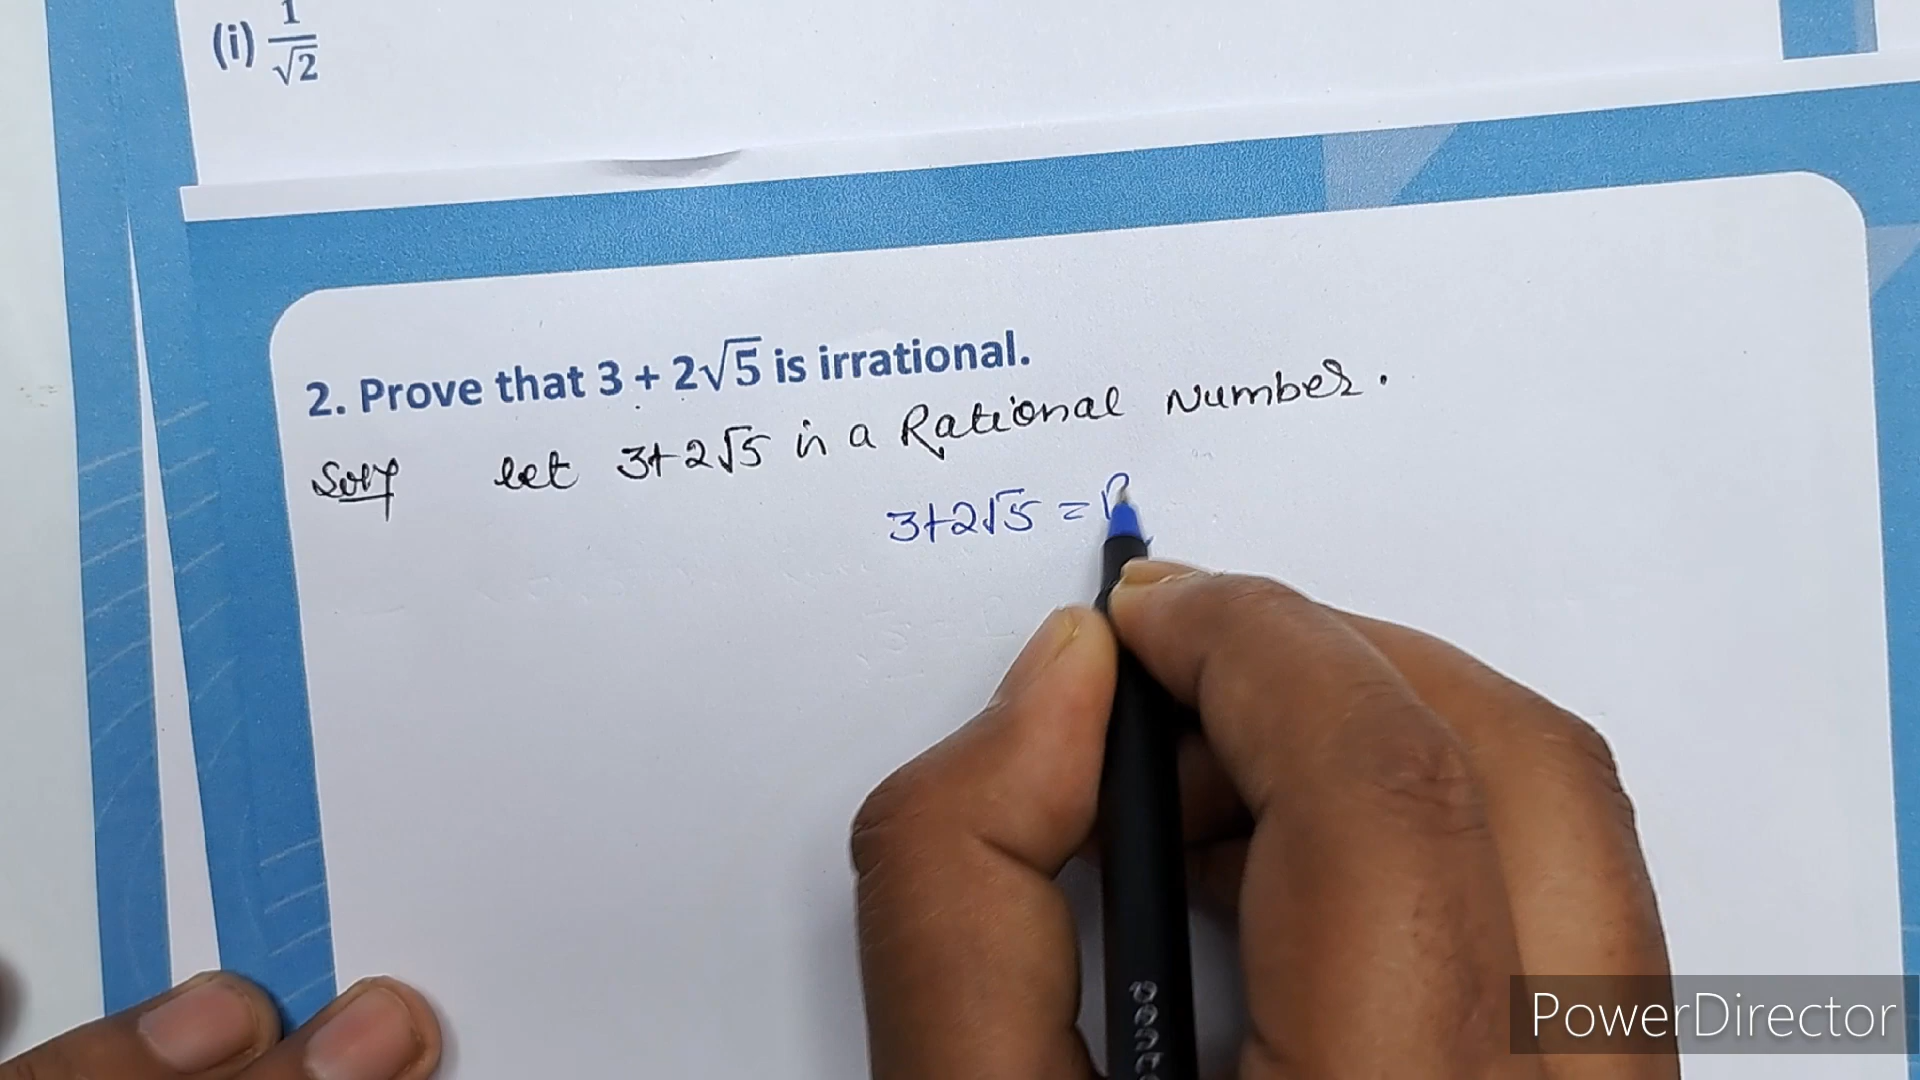 (i) 1/√2
2. Prove that 3 + 2√5 is irrational.
Soln let 3+2√5 is a Rational Number.
3+2√5 = P
PowerDirector